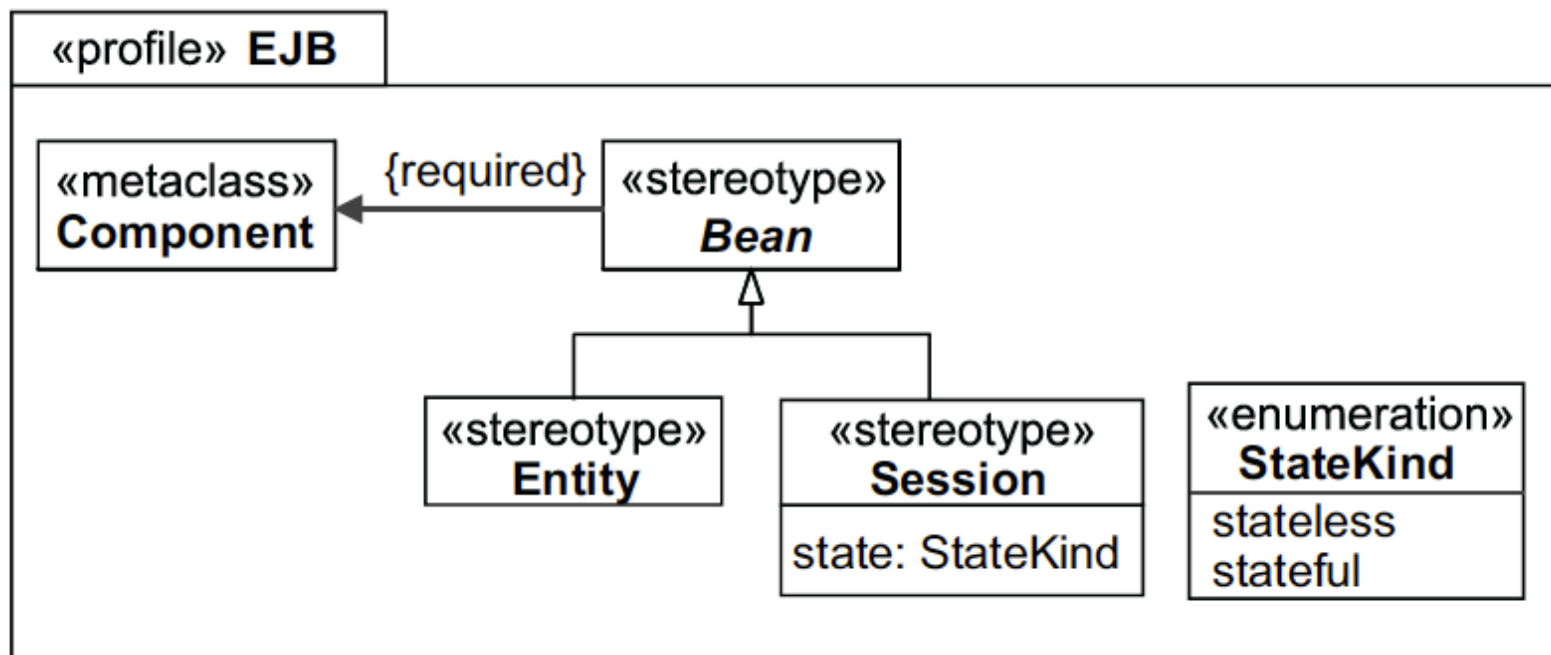 «profile» EJB
«metaclass»
Component
{required}
«stereotype»
Bean
«stereotype»
Entity
«stereotype»
Session
state: StateKind
«enumeration»
StateKind
stateless
stateful